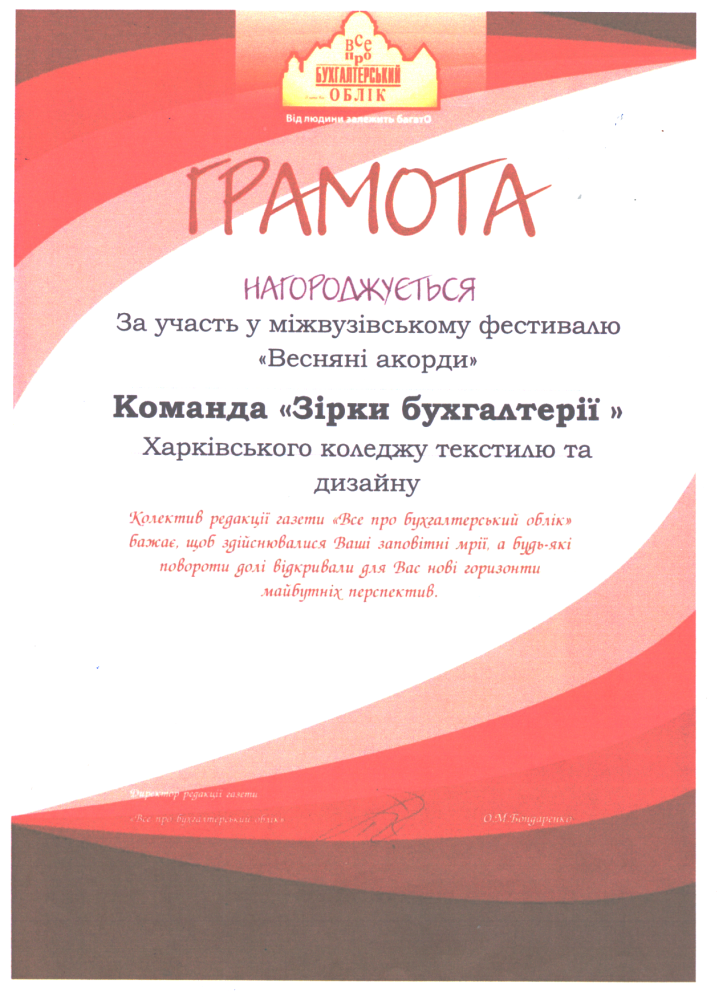 все
про
БУХГАЛТЕРСЬКИЙ
ОБЛІК
Від людини залежить багатО
ГРАМОТА
НАГОРОДЖУЄТЬСЯ
За участь у міжвузівському фестивалю
«Весняні акорди»
Команда «Зірки бухгалтерії »
Харківського коледжу текстилю та
дизайну
Колектив редакції газети «Все про бухгалтерський облік»
бажає, щоб здійснювалися Ваші заповітні мрії, а будь-які
повороти долі відкривали для Вас нові горизонти
майбутніх перспектив.
Директор редакції газети
«Все про бухгалтерський облік»
О.М.Бондаренко